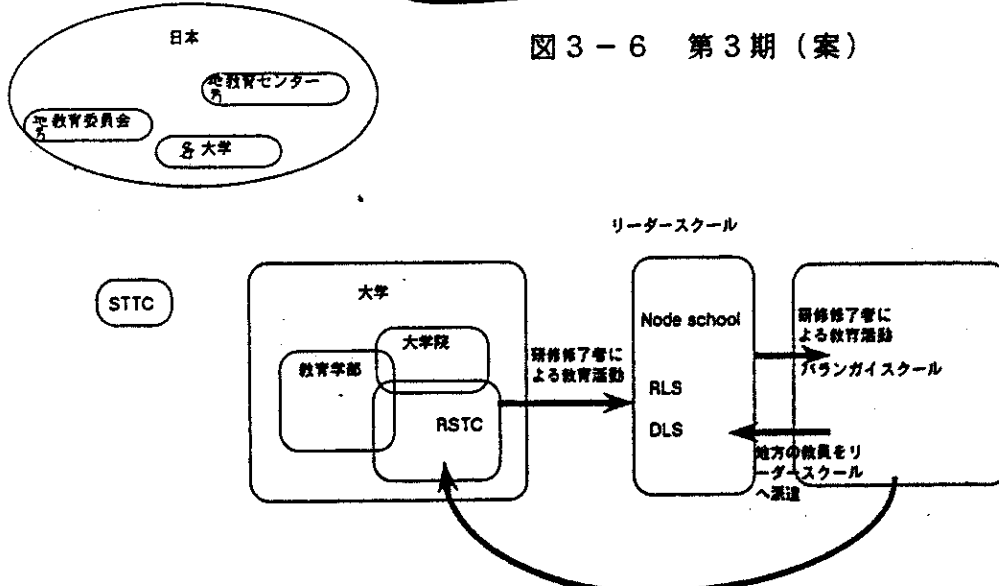 図３－６　第３期（案）
日本
地方教育センター
地方教育委員会
各大学
リーダースクール
STTC
大学
大学院
教育学部
RSTC
研修修了者に
よる教育活動
Node school
RLS
DLS
研修修了者に
よる教育活動
バランガイスクール
地方の教員をリ
ーダースクール
へ派遣